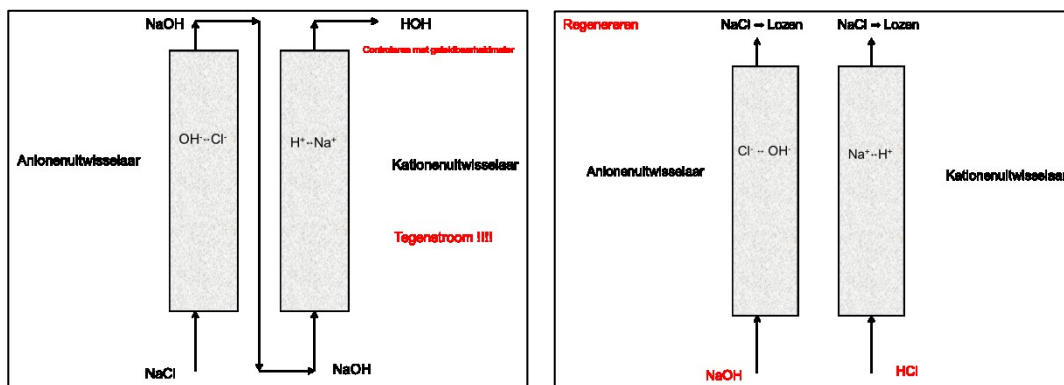 NaOH
HOH
Controleren met geleidbaarheidmeter
OH⁻--Cl⁻
H⁺--Na⁺
Anionenuitwisselaar
Kationenuitwisselaar
Tegenstroom !!!!
NaCl
NaOH
Regenereren
NaCl → Lozen
NaCl → Lozen
Cl⁻ -- OH⁻
Na⁺--H⁺
Anionenuitwisselaar
Kationenuitwisselaar
NaOH
HCl